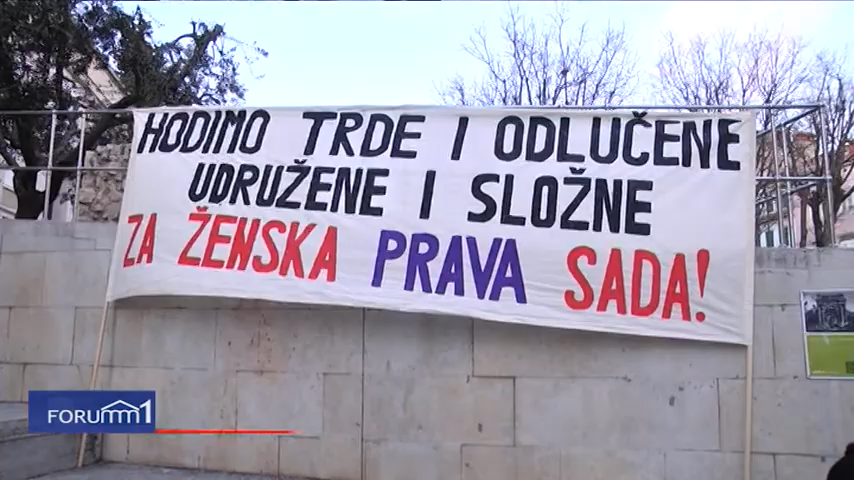 HODIMO TRDE I ODLUČENE
UDRUŽENE I SLOŽNE
ZA ŽENSKA PRAVA SADA!
FORUM 1